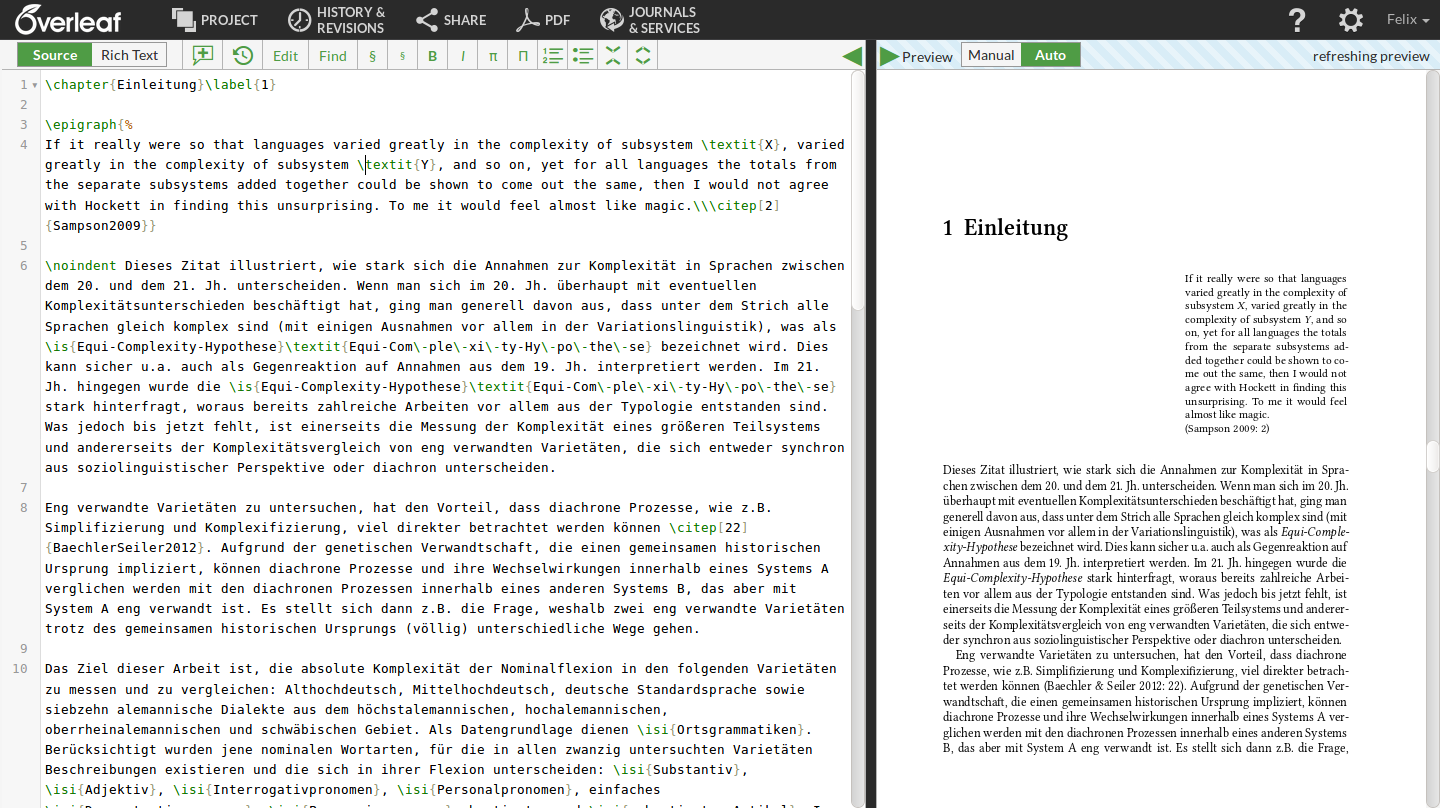 Overleaf
PROJECT
HISTORY &
REVISIONS
SHARE
PDF
JOURNALS
& SERVICES
?
Felix
Source
Rich Text
Edit
Find
§
§
B
I
π
Π
Preview
Manual
Auto
refreshing preview
1 \chapter{Einleitung}\label{1}
2
3 \epigraph{%
4 If it really were so that languages varied greatly in the complexity of subsystem \textit{X}, varied
greatly in the complexity of subsystem \textit{Y}, and so on, yet for all languages the totals from
the separate subsystems added together could be shown to come out the same, then I would not agree
with Hockett in finding this unsurprising. To me it would feel almost like magic.\\\citep[2]
{Sampson2009}}
5
6 \noindent Dieses Zitat illustriert, wie stark sich die Annahmen zur Komplexität in Sprachen zwischen
dem 20. und dem 21. Jh. unterscheiden. Wenn man sich im 20. Jh. überhaupt mit eventuellen
Komplexitätsunterschieden beschäftigt hat, ging man generell davon aus, dass unter dem Strich alle
Sprachen gleich komplex sind (mit einigen Ausnahmen vor allem in der Variationslinguistik), was als
\is{Equi-Complexity-Hypothese}\textit{Equi-Com\-ple\-xi\-ty-Hy\-po\-the\-se} bezeichnet wird. Dies
kann sicher u.a. auch als Gegenreaktion auf Annahmen aus dem 19. Jh. interpretiert werden. Im 21.
Jh. hingegen wurde die \is{Equi-Complexity-Hypothese}\textit{Equi-Com\-ple\-xi\-ty-Hy\-po\-the\-se}
stark hinterfragt, woraus bereits zahlreiche Arbeiten vor allem aus der Typologie entstanden sind.
Was jedoch bis jetzt fehlt, ist einerseits die Messung der Komplexität eines größeren Teilsystems
und andererseits der Komplexitätsvergleich von eng verwandten Varietäten, die sich entweder synchron
aus soziolinguistischer Perspektive oder diachron unterscheiden.
7
8 Eng verwandte Varietäten zu untersuchen, hat den Vorteil, dass diachrone Prozesse, wie z.B.
Simplifizierung und Komplexifizierung, viel direkter betrachtet werden können \citep[22]
{BaechlerSeiler2012}. Aufgrund der genetischen Verwandtschaft, die einen gemeinsamen historischen
Ursprung impliziert, können diachrone Prozesse und ihre Wechselwirkungen innerhalb eines Systems A
verglichen werden mit den diachronen Prozessen innerhalb eines anderen Systems B, das aber mit
System A eng verwandt ist. Es stellt sich dann z.B. die Frage, weshalb zwei eng verwandte Varietäten
trotz des gemeinsamen historischen Ursprungs (völlig) unterschiedliche Wege gehen.
9
10 Das Ziel dieser Arbeit ist, die absolute Komplexität der Nominalflexion in den folgenden Varietäten
zu messen und zu vergleichen: Althochdeutsch, Mittelhochdeutsch, deutsche Standardsprache sowie
siebzehn alemannische Dialekte aus dem höchstalemannischen, hochalemannischen,
oberrheinalemannischen und schwäbischen Gebiet. Als Datengrundlage dienen \isi{Ortsgrammatiken}.
Berücksichtigt wurden jene nominalen Wortarten, für die in allen zwanzig untersuchten Varietäten
Beschreibungen existieren und die sich in ihrer Flexion unterscheiden: \isi{Substantiv},
\isi{Adjektiv}, \isi{Interrogativpronomen}, \isi{Personalpronomen}, einfaches
1 Einleitung
If it really were so that languages
varied greatly in the complexity of
subsystem X, varied greatly in the
complexity of subsystem Y, and so
on, yet for all languages the totals
from the separate subsystems ad-
ded together could be shown to co-
me out the same, then I would not
agree with Hockett in finding this
unsurprising. To me it would feel
almost like magic.
(Sampson 2009: 2)
Dieses Zitat illustriert, wie stark sich die Annahmen zur Komplexität in Spra-
chen zwischen dem 20. und dem 21. Jh. unterscheiden. Wenn man sich im 20. Jh.
überhaupt mit eventuellen Komplexitätsunterschieden beschäftigt hat, ging man
generell davon aus, dass unter dem Strich alle Sprachen gleich komplex sind (mit
einigen Ausnahmen vor allem in der Variationslinguistik), was als Equi-Comple-
xity-Hypothese bezeichnet wird. Dies kann sicher u.a. auch als Gegenreaktion auf
Annahmen aus dem 19. Jh. interpretiert werden. Im 21. Jh. hingegen wurde die
Equi-Complexity-Hypothese stark hinterfragt, woraus bereits zahlreiche Arbei-
ten vor allem aus der Typologie entstanden sind. Was jedoch bis jetzt fehlt, ist
einerseits die Messung der Komplexität eines größeren Teilsystems und anderer-
seits der Komplexitätsvergleich von eng verwandten Varietäten, die sich entwe-
der synchron aus soziolinguistischer Perspektive oder diachron unterscheiden.
Eng verwandte Varietäten zu untersuchen, hat den Vorteil, dass diachrone
Prozesse, wie z.B. Simplifizierung und Komplexifizierung, viel direkter betrach-
tet werden können (Baechler & Seiler 2012: 22). Aufgrund der genetischen Ver-
wandtschaft, die einen gemeinsamen historischen Ursprung impliziert, können
diachrone Prozesse und ihre Wechselwirkungen innerhalb eines Systems A ver-
glichen werden mit den diachronen Prozessen innerhalb eines anderen Systems
B, das aber mit System A eng verwandt ist. Es stellt sich dann z.B. die Frage,